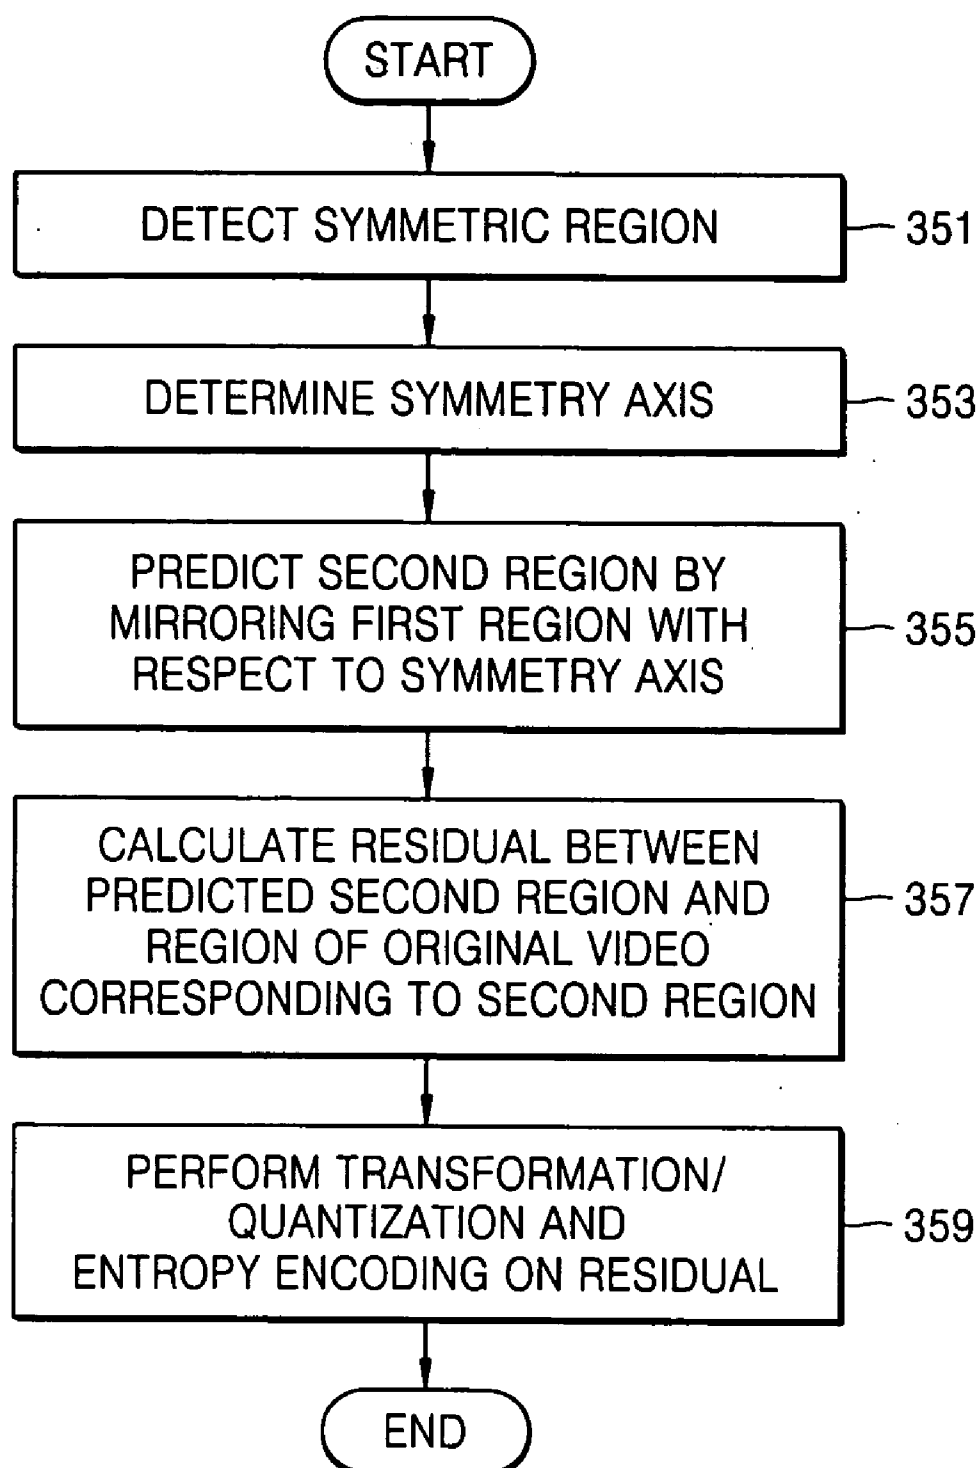 START
DETECT SYMMETRIC REGION
351
DETERMINE SYMMETRY AXIS
353
PREDICT SECOND REGION BY
MIRRORING FIRST REGION WITH
RESPECT TO SYMMETRY AXIS
355
CALCULATE RESIDUAL BETWEEN
PREDICTED SECOND REGION AND
REGION OF ORIGINAL VIDEO
CORRESPONDING TO SECOND REGION
357
PERFORM TRANSFORMATION/
QUANTIZATION AND
ENTROPY ENCODING ON RESIDUAL
359
END